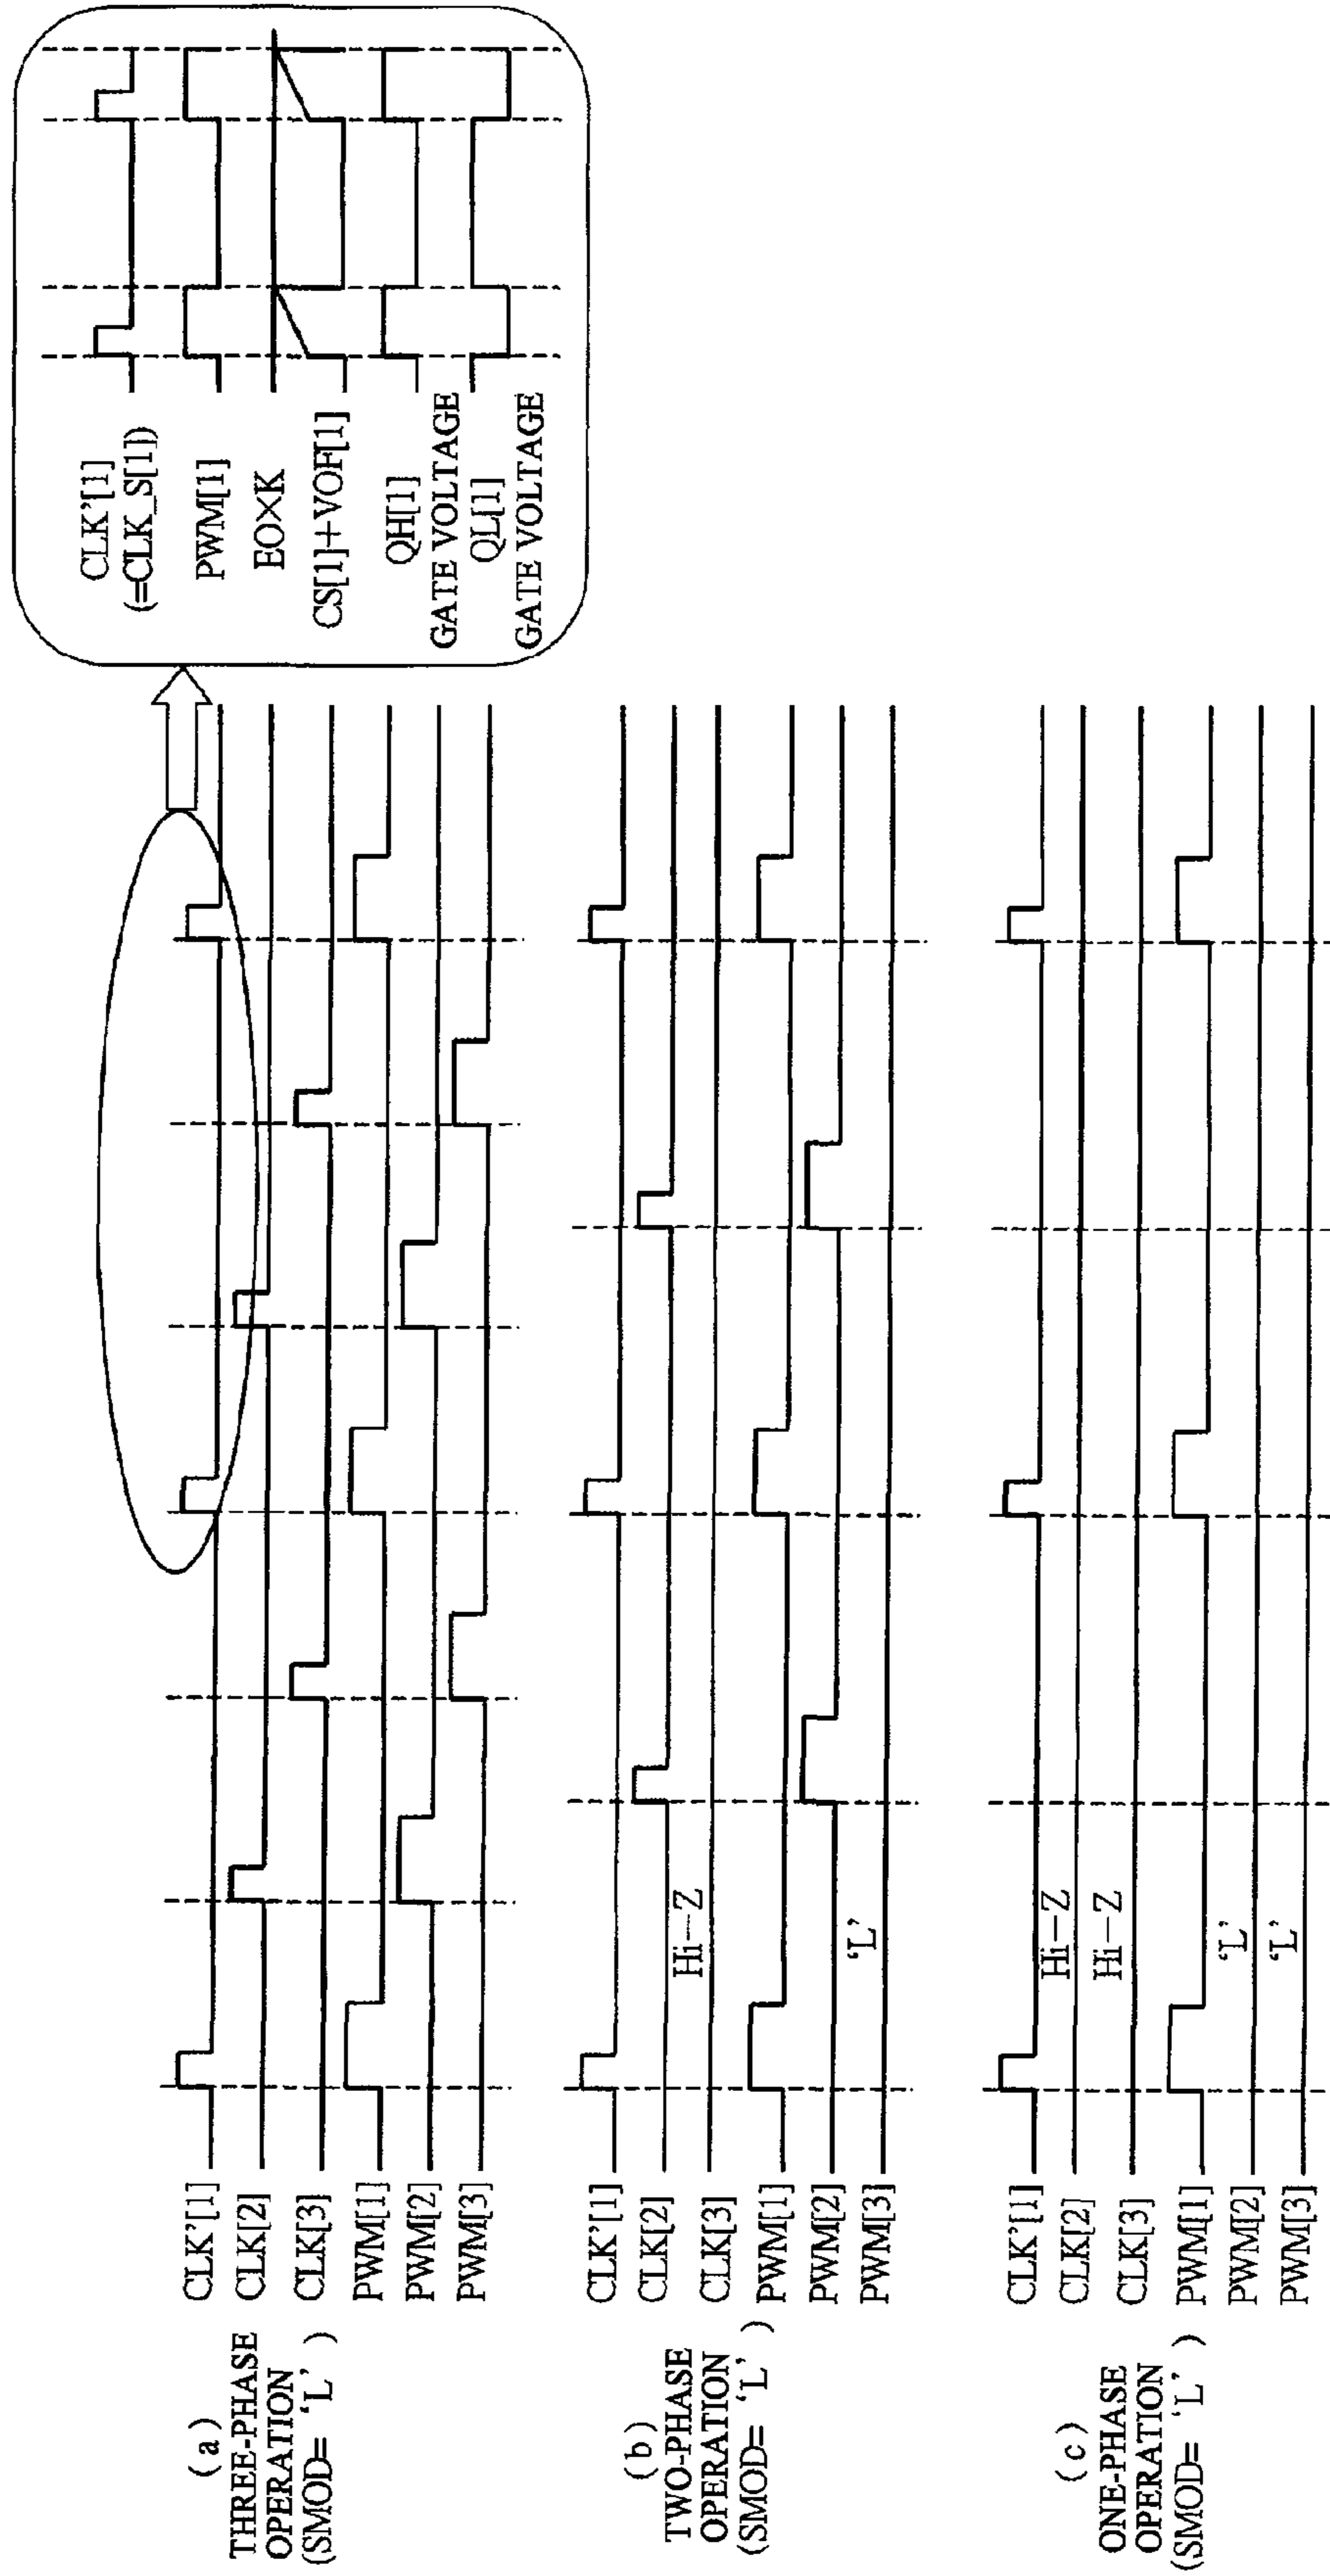 (a)
THREE-PHASE
OPERATION
(SMOD= ‘L’ )
CLK’[1]
CLK[2]
CLK[3]
PWM[1]
PWM[2]
PWM[3]
CLK’[1]
(=CLK_S[1])
PWM[1]
EO×K
CS[1]+VOF[1]
QH[1]
GATE VOLTAGE
QL[1]
GATE VOLTAGE
(b)
TWO-PHASE
OPERATION
(SMOD= ‘L’ )
CLK’[1]
CLK[2]
Hi-Z
CLK[3]
PWM[1]
PWM[2]
‘L’
PWM[3]
(c)
ONE-PHASE
OPERATION
(SMOD= ‘L’ )
CLK’[1]
Hi-Z
CLK[2]
Hi-Z
CLK[3]
PWM[1]
‘L’
PWM[2]
‘L’
PWM[3]